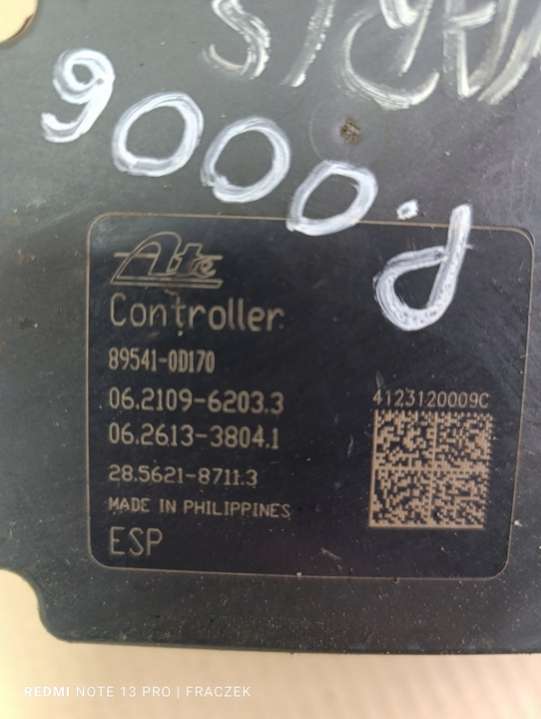 9000.d
Ate
Controller
89541-0D170
06.2109-6203.3
06.2613-3804.1
4123120009C
28.5621-8711.3
MADE IN PHILIPPINES
ESP
REDMI NOTE 13 PRO | FRACZEK